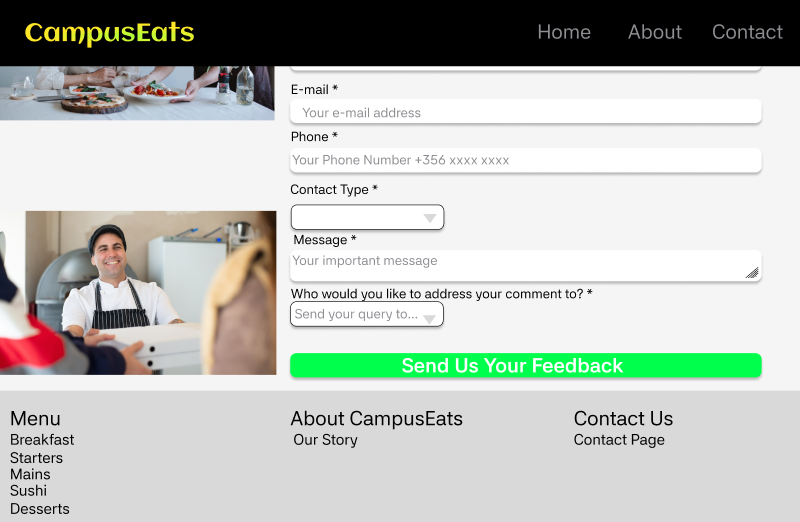 CampusEats
Home About Contact
E-mail *
Your e-mail address
Phone *
Your Phone Number +356 xxxx xxxx
Contact Type *
Message *
Your important message
Who would you like to address your comment to? *
Send your query to...
Send Us Your Feedback
Menu
Breakfast
Starters
Mains
Sushi
Desserts
About CampusEats
Our Story
Contact Us
Contact Page